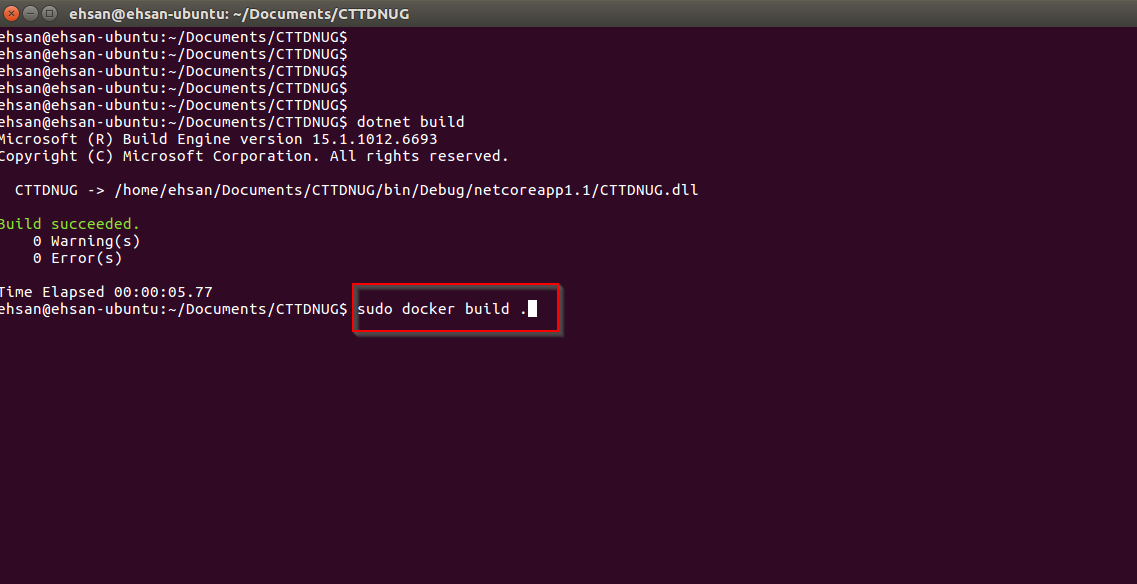 ehsan@ehsan-ubuntu: ~/Documents/CTTDNUG
ehsan@ehsan-ubuntu:~/Documents/CTTDNUG$
ehsan@ehsan-ubuntu:~/Documents/CTTDNUG$
ehsan@ehsan-ubuntu:~/Documents/CTTDNUG$
ehsan@ehsan-ubuntu:~/Documents/CTTDNUG$
ehsan@ehsan-ubuntu:~/Documents/CTTDNUG$
ehsan@ehsan-ubuntu:~/Documents/CTTDNUG$ dotnet build
Microsoft (R) Build Engine version 15.1.1012.6693
Copyright (C) Microsoft Corporation. All rights reserved.
CTTDNUG -> /home/ehsan/Documents/CTTDNUG/bin/Debug/netcoreapp1.1/CTTDNUG.dll
Build succeeded.
0 Warning(s)
0 Error(s)
Time Elapsed 00:00:05.77
ehsan@ehsan-ubuntu:~/Documents/CTTDNUG$ sudo docker build .